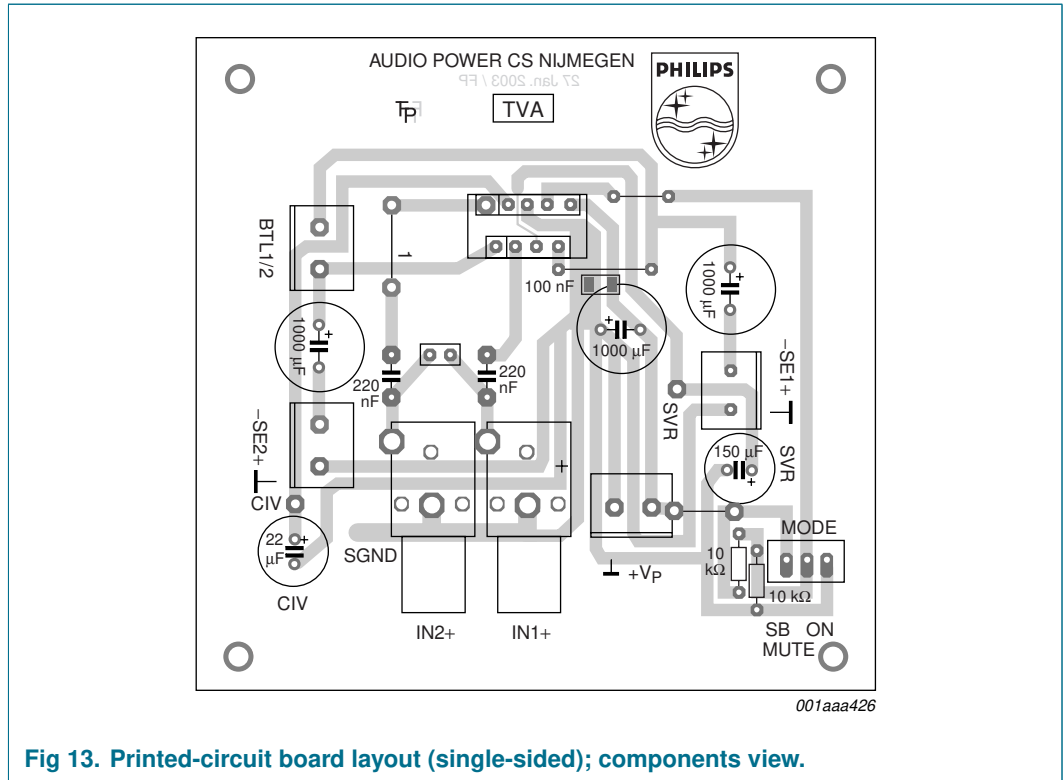 AUDIO POWER CS NIJMEGEN
27 Jan. 2003 / FP
PHILIPS
TP
TVA
BTL1/2
1
100 nF
1000 µF
1000 µF
1000 µF
220 nF
220 nF
−SE1+
SVR
−SE2+
150 µF
SVR
CIV
22 µF
CIV
SGND
+
+VP
MODE
10 kΩ
10 kΩ
IN2+
IN1+
SB ON
MUTE
001aaa426
Fig 13. Printed-circuit board layout (single-sided); components view.